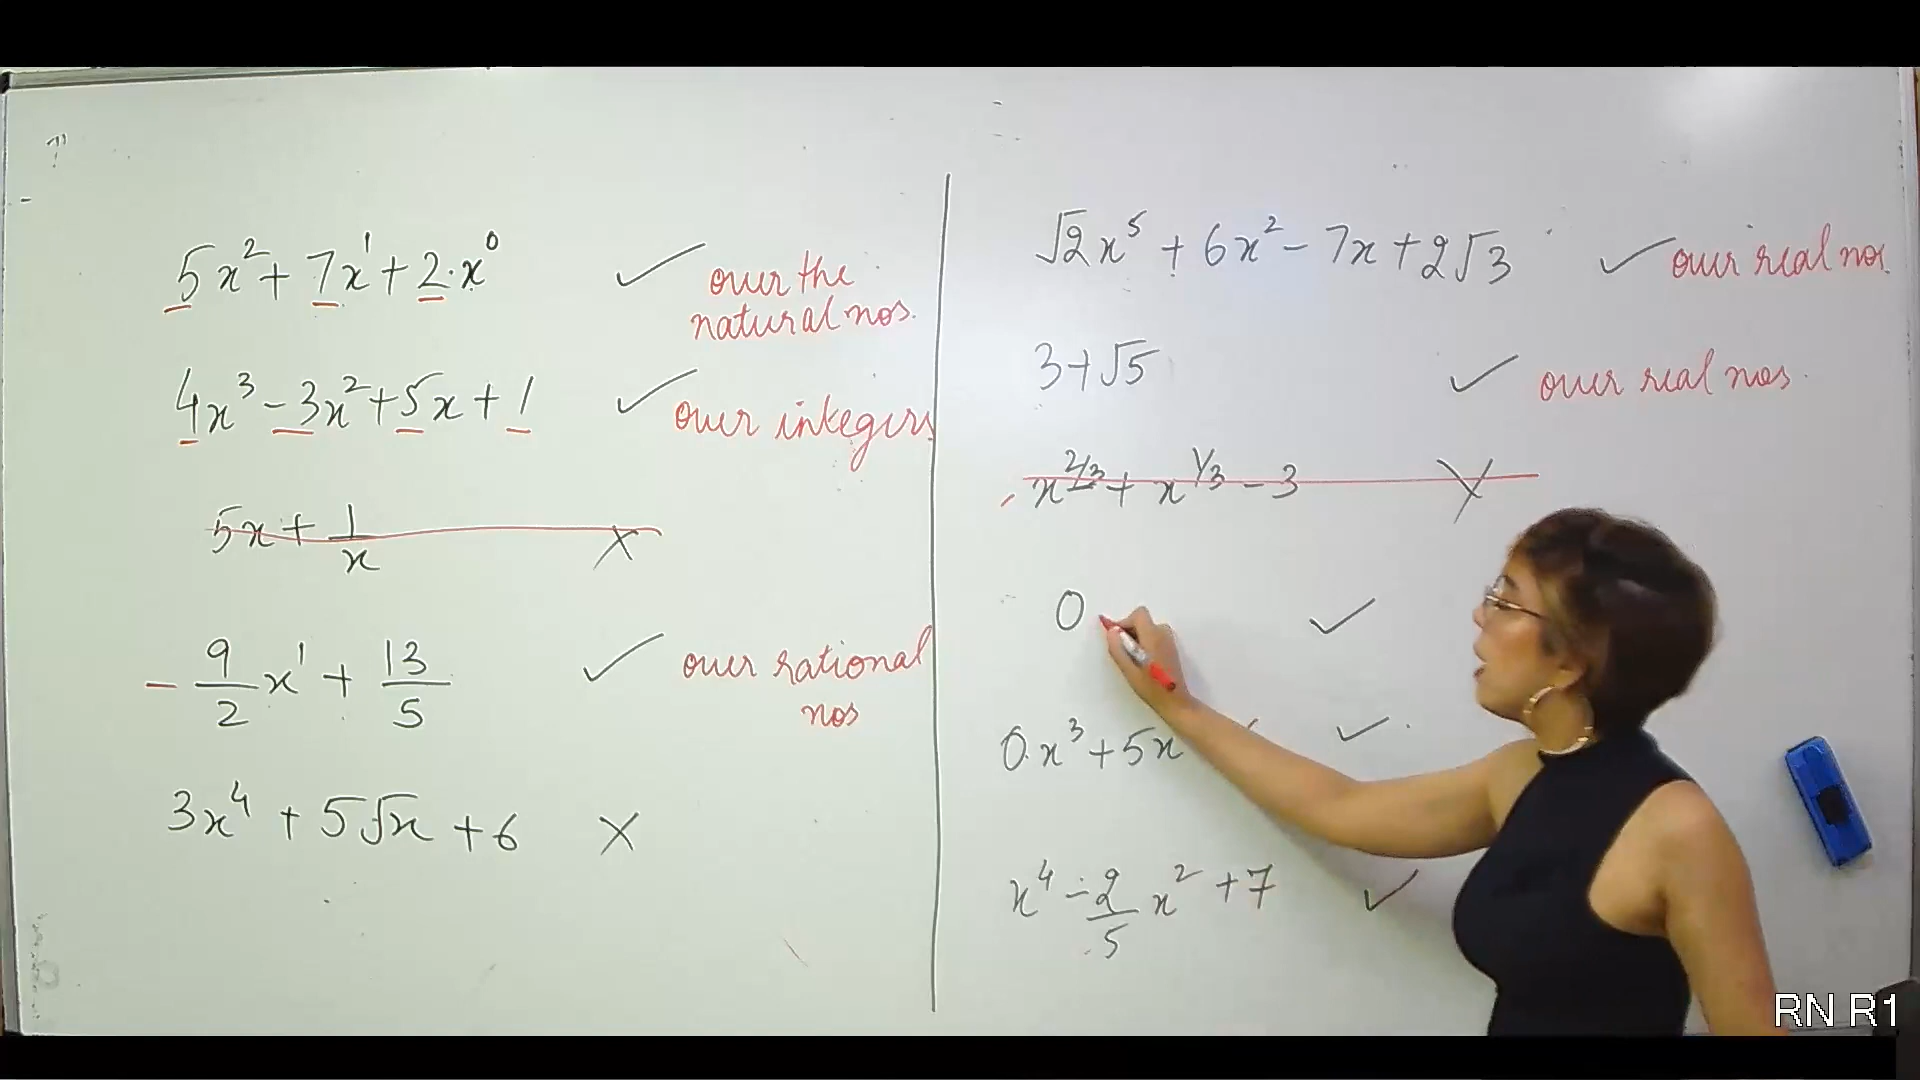 5x² + 7x¹ + 2·x⁰ ✓ over the
natural nos.
4x³ - 3x² + 5x + 1 ✓ over integers
5x + 1/x ×
- 9/2 x¹ + 13/5 ✓ over rational
nos
3x⁴ + 5√x + 6 ×
√2x⁵ + 6x² - 7x + 2√3 ✓ over real nos.
3+√5 ✓ over real nos.
x^2/3 + x^1/3 - 3 ×
0 ✓
0.x³ + 5x ✓
x⁴ - 2/5 x² + 7 ✓
RN R1